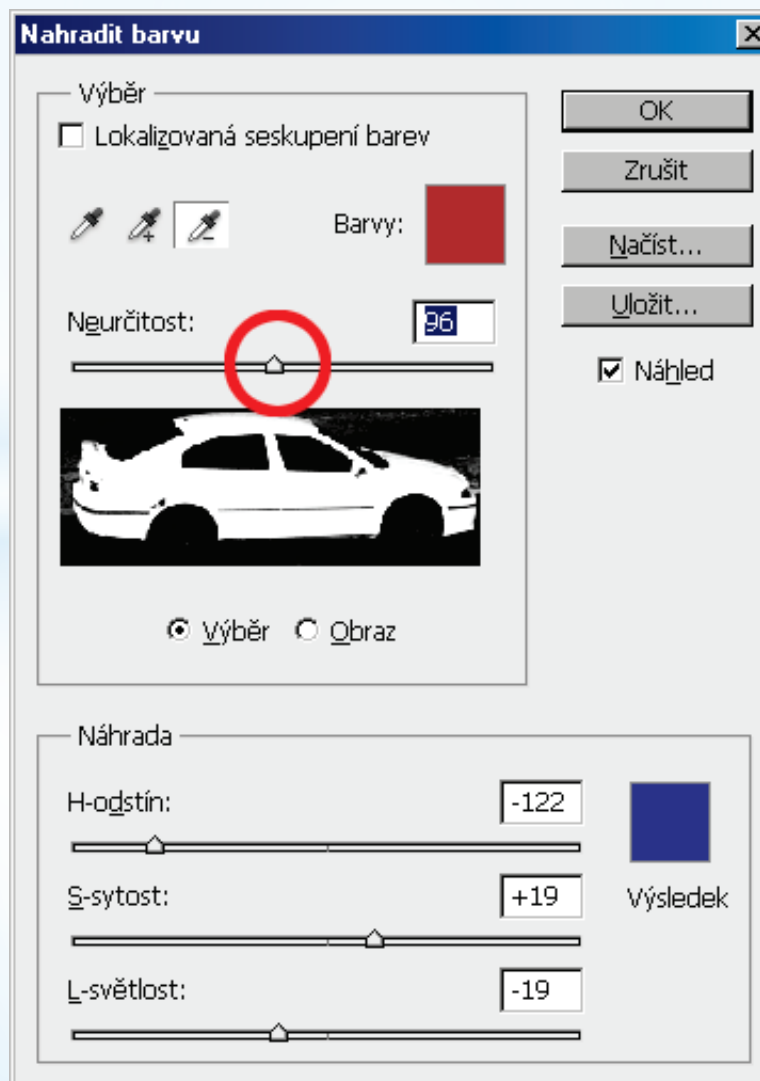 Nahradit barvu
Výběr
Lokalizovaná seskupení barev
Barvy:
Neurčitost:
96
Výběr
Obraz
OK
Zrušit
Načíst...
Uložit...
Náhled
Náhrada
H-odstín:
-122
S-sytost:
+19
Výsledek
L-světlost:
-19